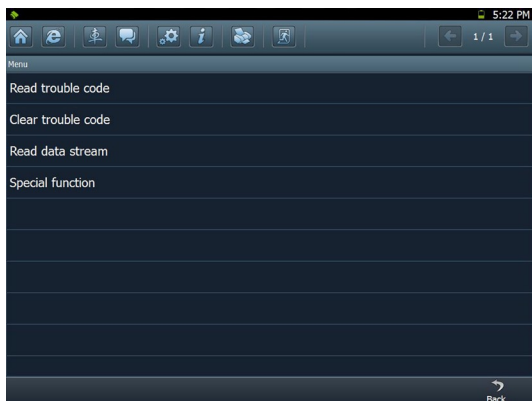 5:22 PM
1 / 1
Menu
Read trouble code
Clear trouble code
Read data stream
Special function
Back